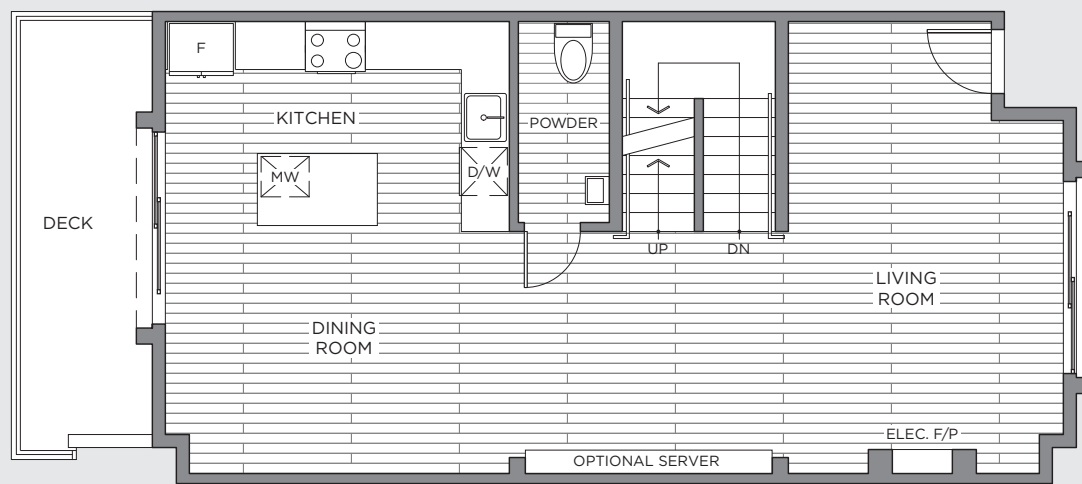 F
KITCHEN
POWDER
MW
D/W
DECK
UP
DN
LIVING
ROOM
DINING
ROOM
ELEC. F/P
OPTIONAL SERVER